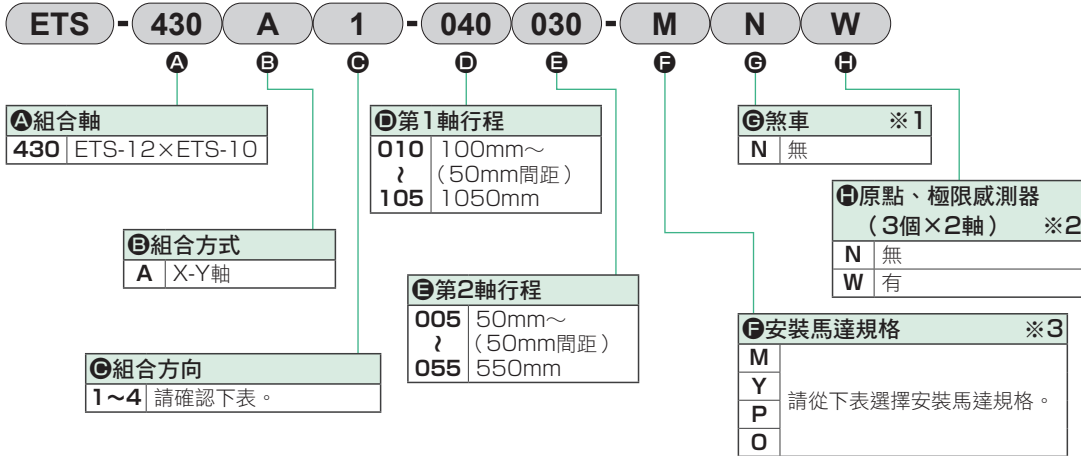 ETS-430A1-040030-MNW
A B C D E F G H
A組合軸
430 ETS-12×ETS-10
B組合方式
A X-Y軸
C組合方向
1～4 請確認下表。
D第1軸行程
010 100mm～
≀ （50mm間距）
105 1050mm
E第2軸行程
005 50mm～
≀ （50mm間距）
055 550mm
F安裝馬達規格 ※3
M
Y
P
O
請從下表選擇安裝馬達規格。
G煞車 ※1
N 無
H原點、極限感測器
（3個×2軸） ※2
N 無
W 有